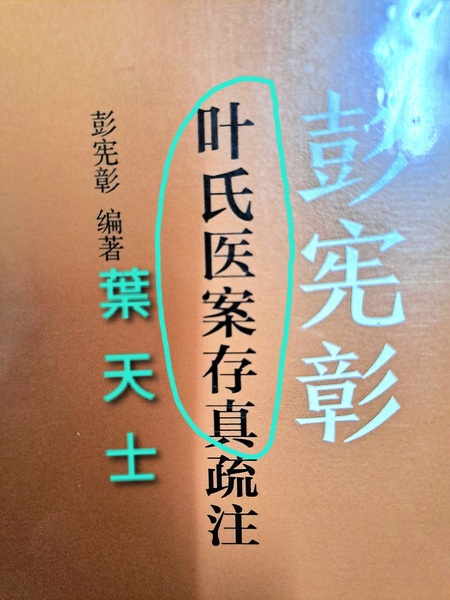 彭宪彰
叶氏医案存真疏注
彭宪彰 编著
葉天士